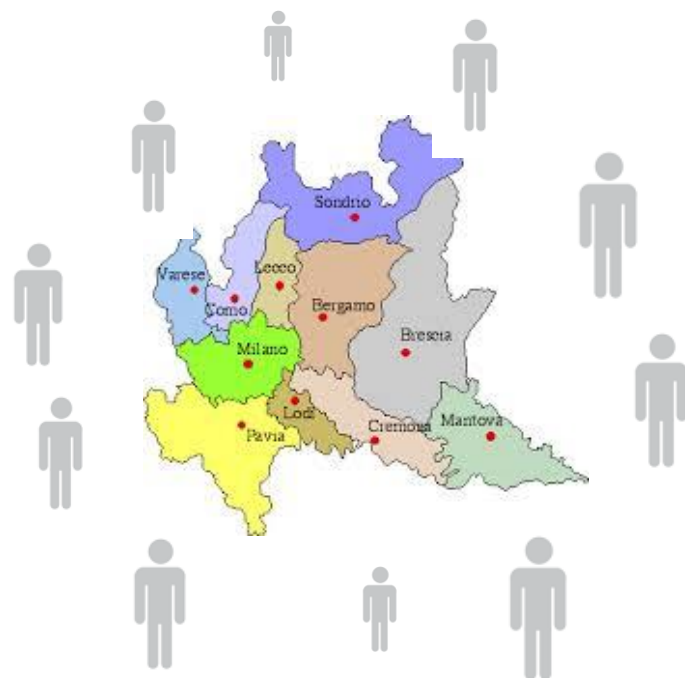 Sondrio
Lecco
Varese
Como
Bergamo
Brescia
Milano
Lodi
Mantova
Cremona
Pavia